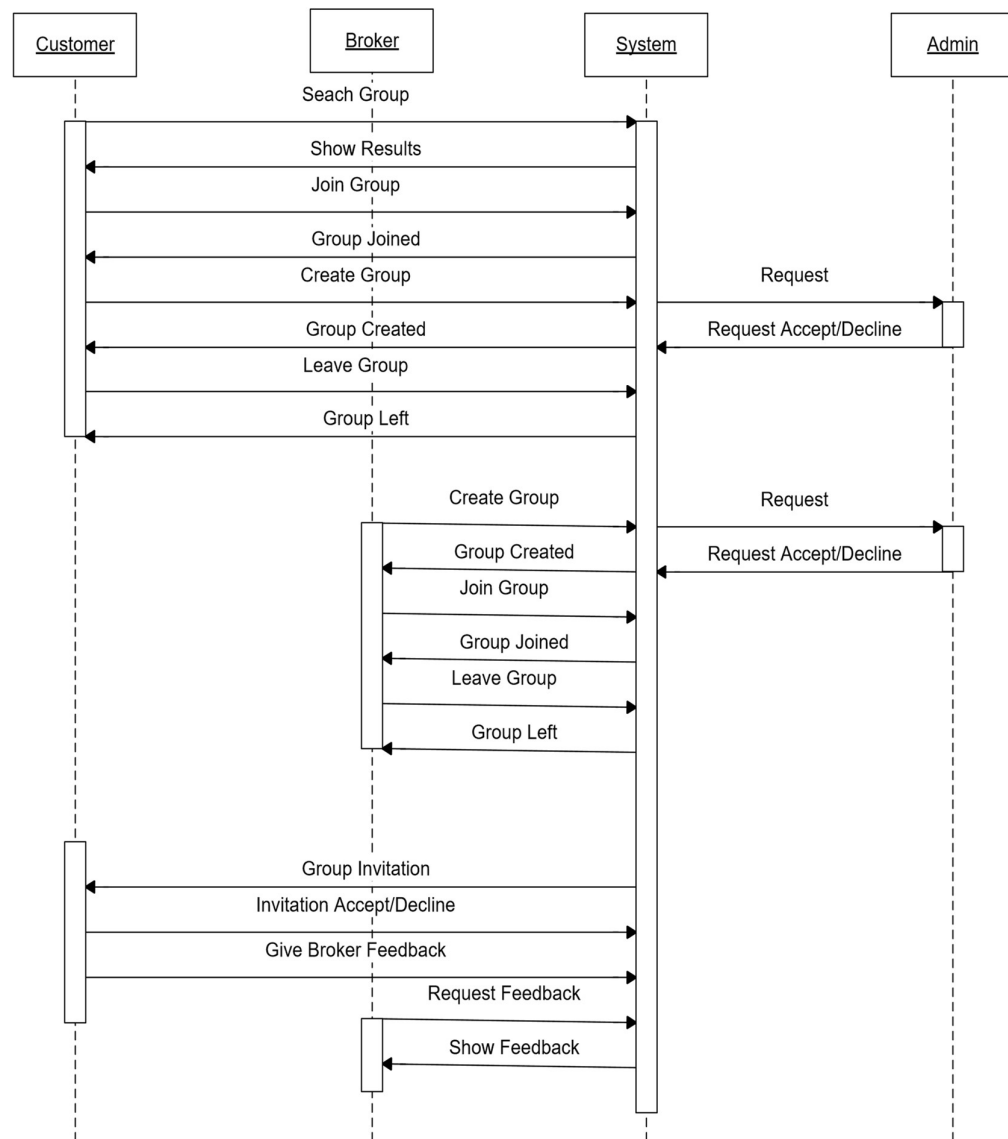 Customer
Broker
System
Admin
Seach Group
Show Results
Join Group
Group Joined
Create Group
Request
Group Created
Request Accept/Decline
Leave Group
Group Left
Create Group
Request
Group Created
Request Accept/Decline
Join Group
Group Joined
Leave Group
Group Left
Group Invitation
Invitation Accept/Decline
Give Broker Feedback
Request Feedback
Show Feedback